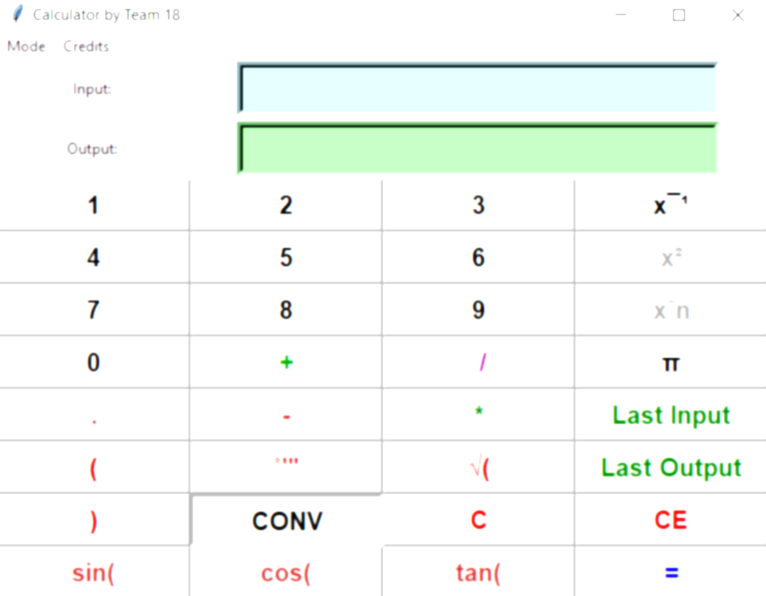 Calculator by Team 18
Mode Credits
Input:
Output:
1 2 3 x⁻¹
4 5 6 x²
7 8 9 x^n
0 + / π
. - * Last Input
( °'" √( Last Output
) CONV C CE
sin( cos( tan( =